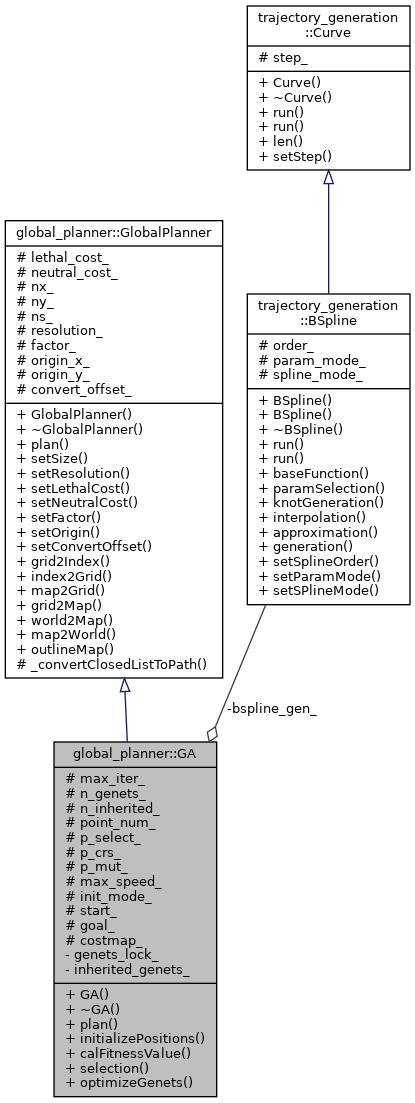 trajectory_generation
::Curve
# step_
+ Curve()
+ ~Curve()
+ run()
+ run()
+ len()
+ setStep()
global_planner::GlobalPlanner
# lethal_cost_
# neutral_cost_
# nx_
# ny_
# ns_
# resolution_
# factor_
# origin_x_
# origin_y_
# convert_offset_
+ GlobalPlanner()
+ ~GlobalPlanner()
+ plan()
+ setSize()
+ setResolution()
+ setLethalCost()
+ setNeutralCost()
+ setFactor()
+ setOrigin()
+ setConvertOffset()
+ grid2Index()
+ index2Grid()
+ map2Grid()
+ grid2Map()
+ world2Map()
+ map2World()
+ outlineMap()
# _convertClosedListToPath()
trajectory_generation
::BSpline
# order_
# param_mode_
# spline_mode_
+ BSpline()
+ BSpline()
+ ~BSpline()
+ run()
+ run()
+ baseFunction()
+ paramSelection()
+ knotGeneration()
+ interpolation()
+ approximation()
+ generation()
+ setSplineOrder()
+ setParamMode()
+ setSPlineMode()
-bspline_gen_
global_planner::GA
# max_iter_
# n_genets_
# n_inherited_
# point_num_
# p_select_
# p_crs_
# p_mut_
# max_speed_
# init_mode_
# start_
# goal_
# costmap_
- genets_lock_
- inherited_genets_
+ GA()
+ ~GA()
+ plan()
+ initializePositions()
+ calFitnessValue()
+ selection()
+ optimizeGenets()